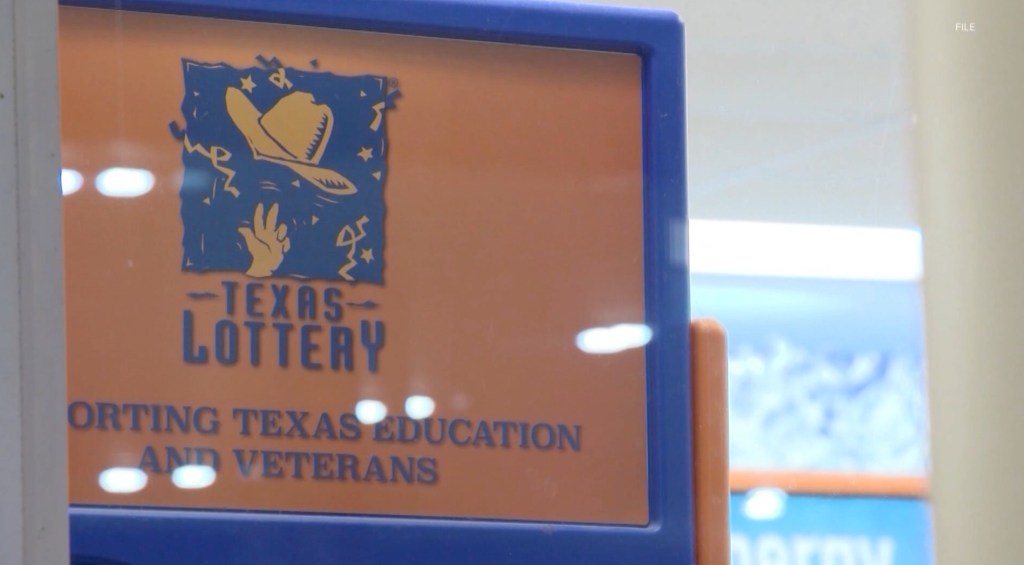 FILE
TEXAS
LOTTERY
ORTING TEXAS EDUCATION
AND VETERANS